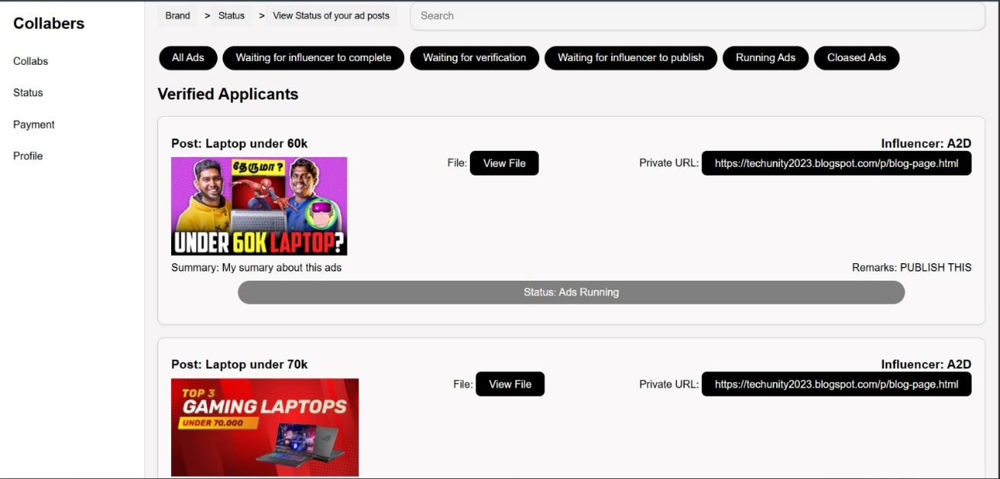 Collabers
Collabs
Status
Payment
Profile
Brand > Status > View Status of your ad posts
Search
All Ads
Waiting for influencer to complete
Waiting for verification
Waiting for influencer to publish
Running Ads
Cloased Ads
Verified Applicants
Post: Laptop under 60k
Influencer: A2D
தேருமா ?
UNDER 60K LAPTOP?
File: View File
Private URL: https://techunity2023.blogspot.com/p/blog-page.html
Summary: My sumary about this ads
Remarks: PUBLISH THIS
Status: Ads Running
Post: Laptop under 70k
Influencer: A2D
TOP 3
GAMING LAPTOPS
UNDER 70,000
File: View File
Private URL: https://techunity2023.blogspot.com/p/blog-page.html